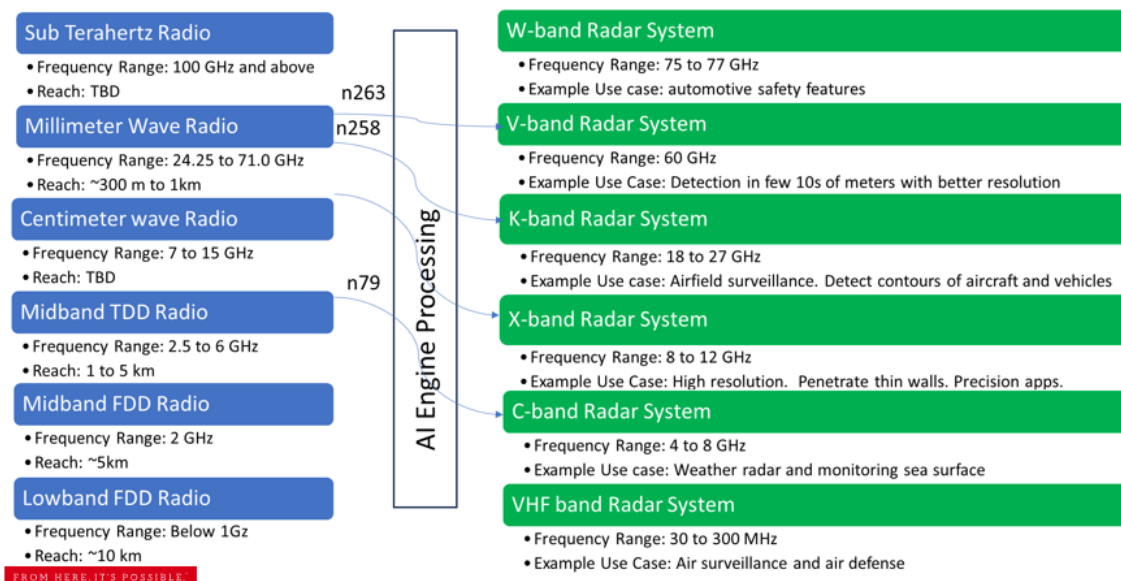 Sub Terahertz Radio
• Frequency Range: 100 GHz and above
• Reach: TBD
Millimeter Wave Radio
• Frequency Range: 24.25 to 71.0 GHz
• Reach: ~300 m to 1km
Centimeter wave Radio
• Frequency Range: 7 to 15 GHz
• Reach: TBD
Midband TDD Radio
• Frequency Range: 2.5 to 6 GHz
• Reach: 1 to 5 km
Midband FDD Radio
• Frequency Range: 2 GHz
• Reach: ~5km
Lowband FDD Radio
• Frequency Range: Below 1Gz
• Reach: ~10 km
FROM HERE, IT'S POSSIBLE.™
n263
n258
n79
AI Engine Processing
W-band Radar System
• Frequency Range: 75 to 77 GHz
• Example Use case: automotive safety features
V-band Radar System
• Frequency Range: 60 GHz
• Example Use Case: Detection in few 10s of meters with better resolution
K-band Radar System
• Frequency Range: 18 to 27 GHz
• Example Use case: Airfield surveillance. Detect contours of aircraft and vehicles
X-band Radar System
• Frequency Range: 8 to 12 GHz
• Example Use Case: High resolution. Penetrate thin walls. Precision apps.
C-band Radar System
• Frequency Range: 4 to 8 GHz
• Example Use case: Weather radar and monitoring sea surface
VHF band Radar System
• Frequency Range: 30 to 300 MHz
• Example Use Case: Air surveillance and air defense